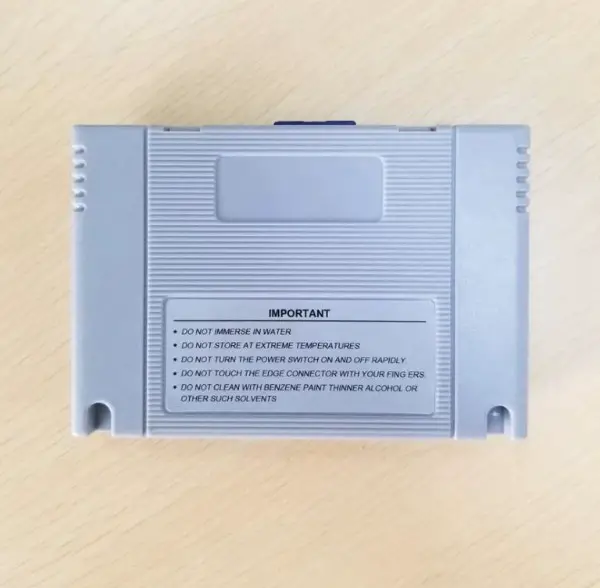 IMPORTANT
• DO NOT IMMERSE IN WATER
• DO NOT STORE AT EXTREME TEMPERATURES.
• DO NOT TURN THE POWER SWITCH ON AND OFF RAPIDLY.
• DO NOT TOUCH THE EDGE CONNECTOR WITH YOUR FING ERS.
• DO NOT CLEAN WITH BENZENE PAINT THINNER ALCOHOL OR
OTHER SUCH SOLVENTS